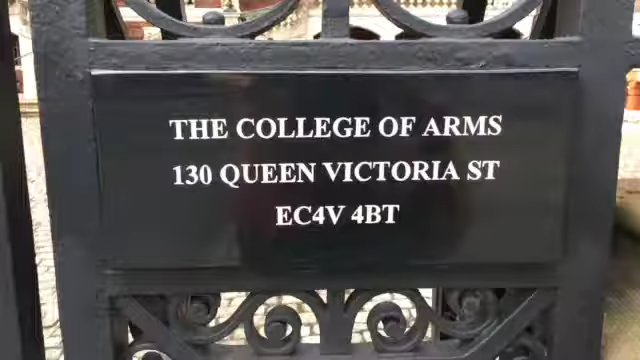 THE COLLEGE OF ARMS
130 QUEEN VICTORIA ST
EC4V 4BT